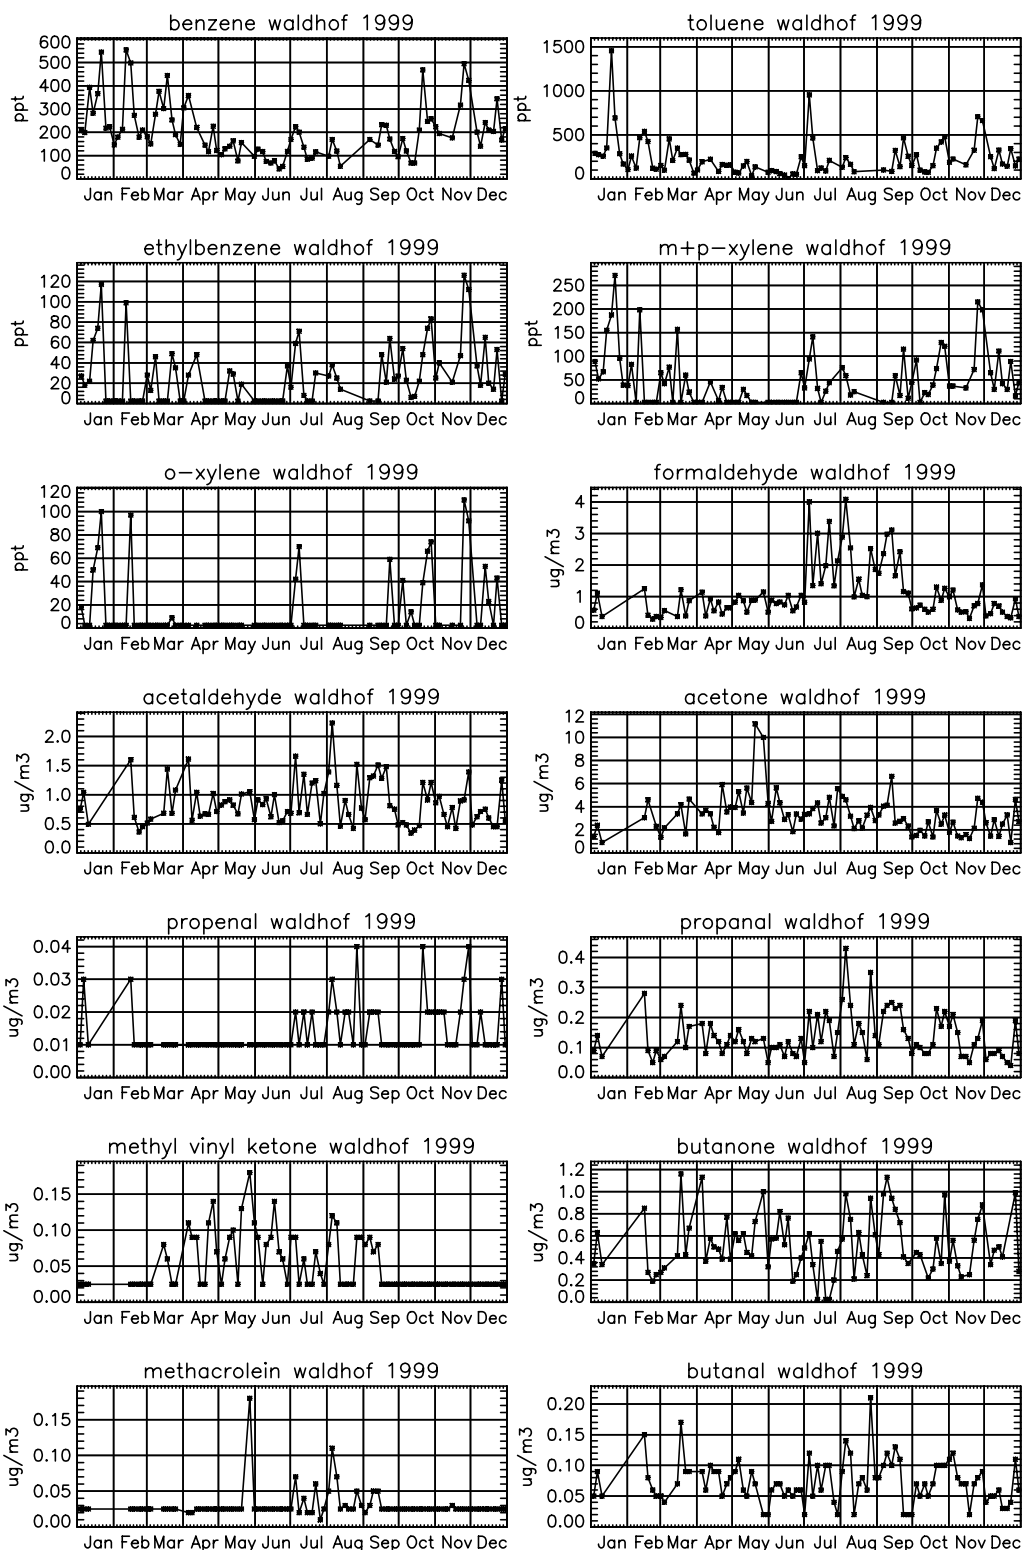 benzene waldhof 1999
600
500
400
300
200
100
0
ppt
Jan Feb Mar Apr May Jun Jul Aug Sep Oct Nov Dec
toluene waldhof 1999
1500
1000
500
0
ppt
Jan Feb Mar Apr May Jun Jul Aug Sep Oct Nov Dec
ethylbenzene waldhof 1999
120
100
80
60
40
20
0
ppt
Jan Feb Mar Apr May Jun Jul Aug Sep Oct Nov Dec
m+p-xylene waldhof 1999
250
200
150
100
50
0
ppt
Jan Feb Mar Apr May Jun Jul Aug Sep Oct Nov Dec
o-xylene waldhof 1999
120
100
80
60
40
20
0
ppt
Jan Feb Mar Apr May Jun Jul Aug Sep Oct Nov Dec
formaldehyde waldhof 1999
4
3
2
1
0
ug/m3
Jan Feb Mar Apr May Jun Jul Aug Sep Oct Nov Dec
acetaldehyde waldhof 1999
2.0
1.5
1.0
0.5
0.0
ug/m3
Jan Feb Mar Apr May Jun Jul Aug Sep Oct Nov Dec
acetone waldhof 1999
12
10
8
6
4
2
0
ug/m3
Jan Feb Mar Apr May Jun Jul Aug Sep Oct Nov Dec
propenal waldhof 1999
0.04
0.03
0.02
0.01
0.00
ug/m3
Jan Feb Mar Apr May Jun Jul Aug Sep Oct Nov Dec
propanal waldhof 1999
0.4
0.3
0.2
0.1
0.0
ug/m3
Jan Feb Mar Apr May Jun Jul Aug Sep Oct Nov Dec
methyl vinyl ketone waldhof 1999
0.15
0.10
0.05
0.00
ug/m3
Jan Feb Mar Apr May Jun Jul Aug Sep Oct Nov Dec
butanone waldhof 1999
1.2
1.0
0.8
0.6
0.4
0.2
0.0
ug/m3
Jan Feb Mar Apr May Jun Jul Aug Sep Oct Nov Dec
methacrolein waldhof 1999
0.15
0.10
0.05
0.00
ug/m3
Jan Feb Mar Apr May Jun Jul Aug Sep Oct Nov Dec
butanal waldhof 1999
0.20
0.15
0.10
0.05
0.00
ug/m3
Jan Feb Mar Apr May Jun Jul Aug Sep Oct Nov Dec